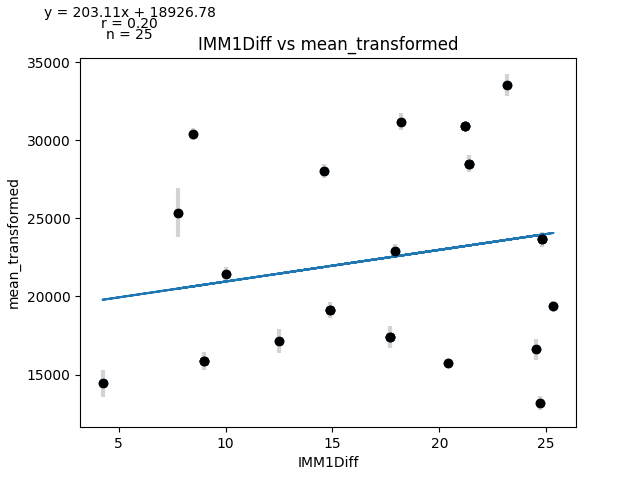 y = 203.11x + 18926.78
r = 0.20
n = 25
IMM1Diff vs mean_transformed
35000
30000
25000
20000
15000
mean_transformed
5
10
15
20
25
IMM1Diff